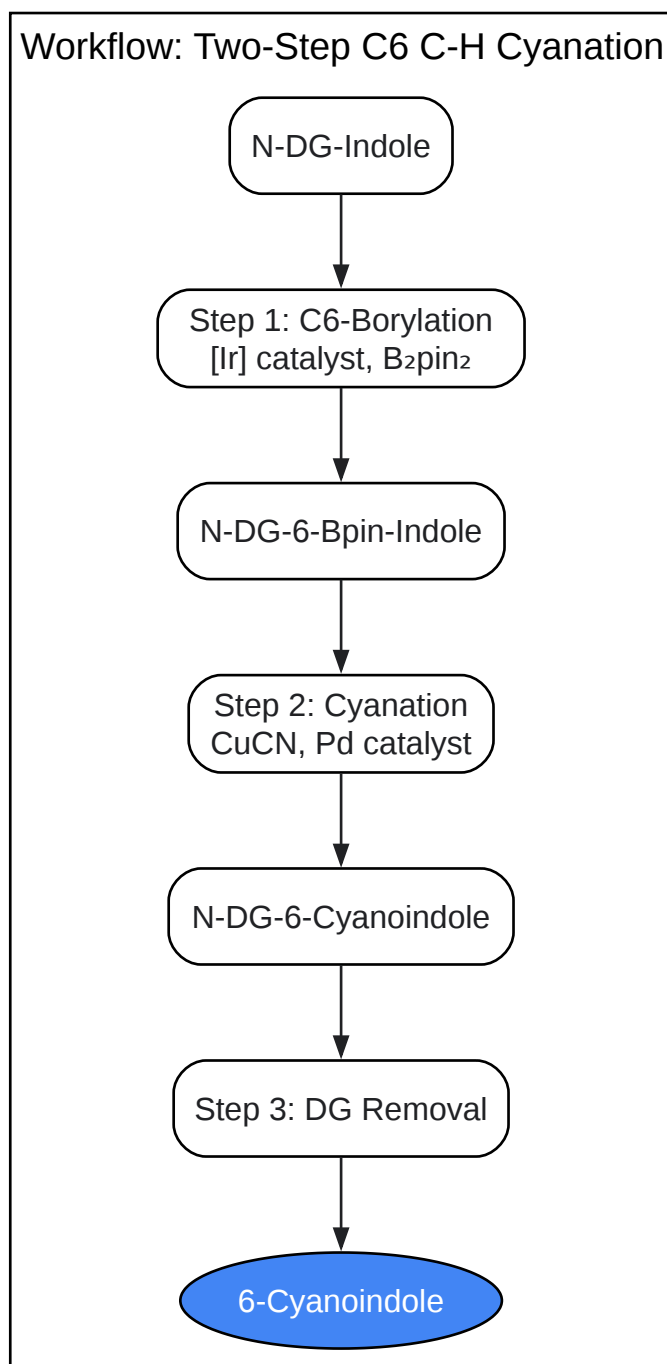 Workflow: Two-Step C6 C-H Cyanation
N-DG-Indole
Step 1: C6-Borylation
[Ir] catalyst, B₂pin₂
N-DG-6-Bpin-Indole
Step 2: Cyanation
CuCN, Pd catalyst
N-DG-6-Cyanoindole
Step 3: DG Removal
6-Cyanoindole